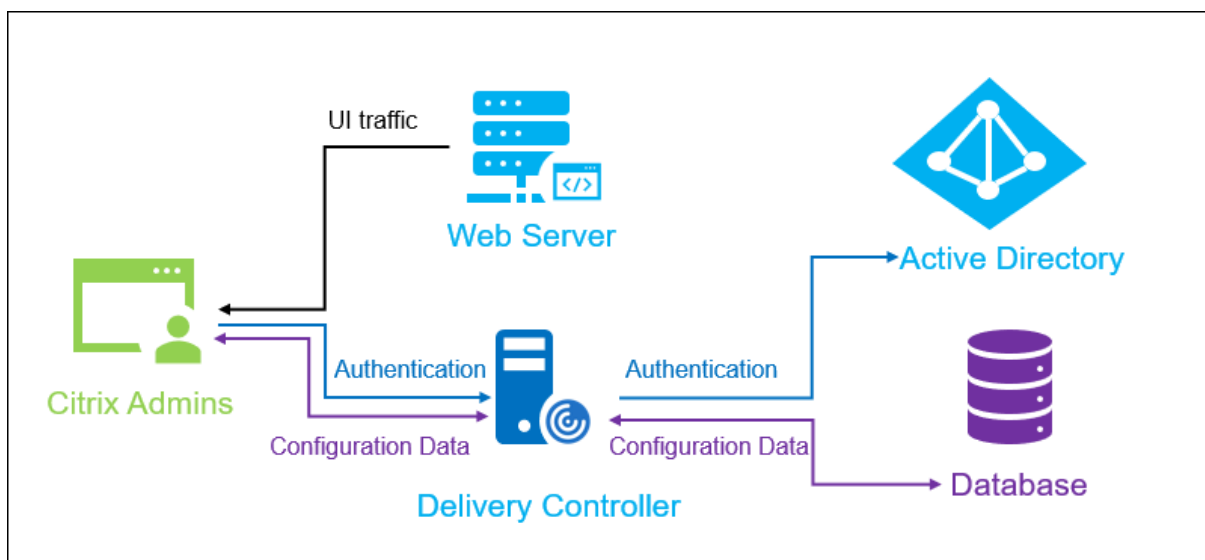 UI traffic
Web Server
Active Directory
Citrix Admins
Authentication
Authentication
Configuration Data
Configuration Data
Delivery Controller
Database